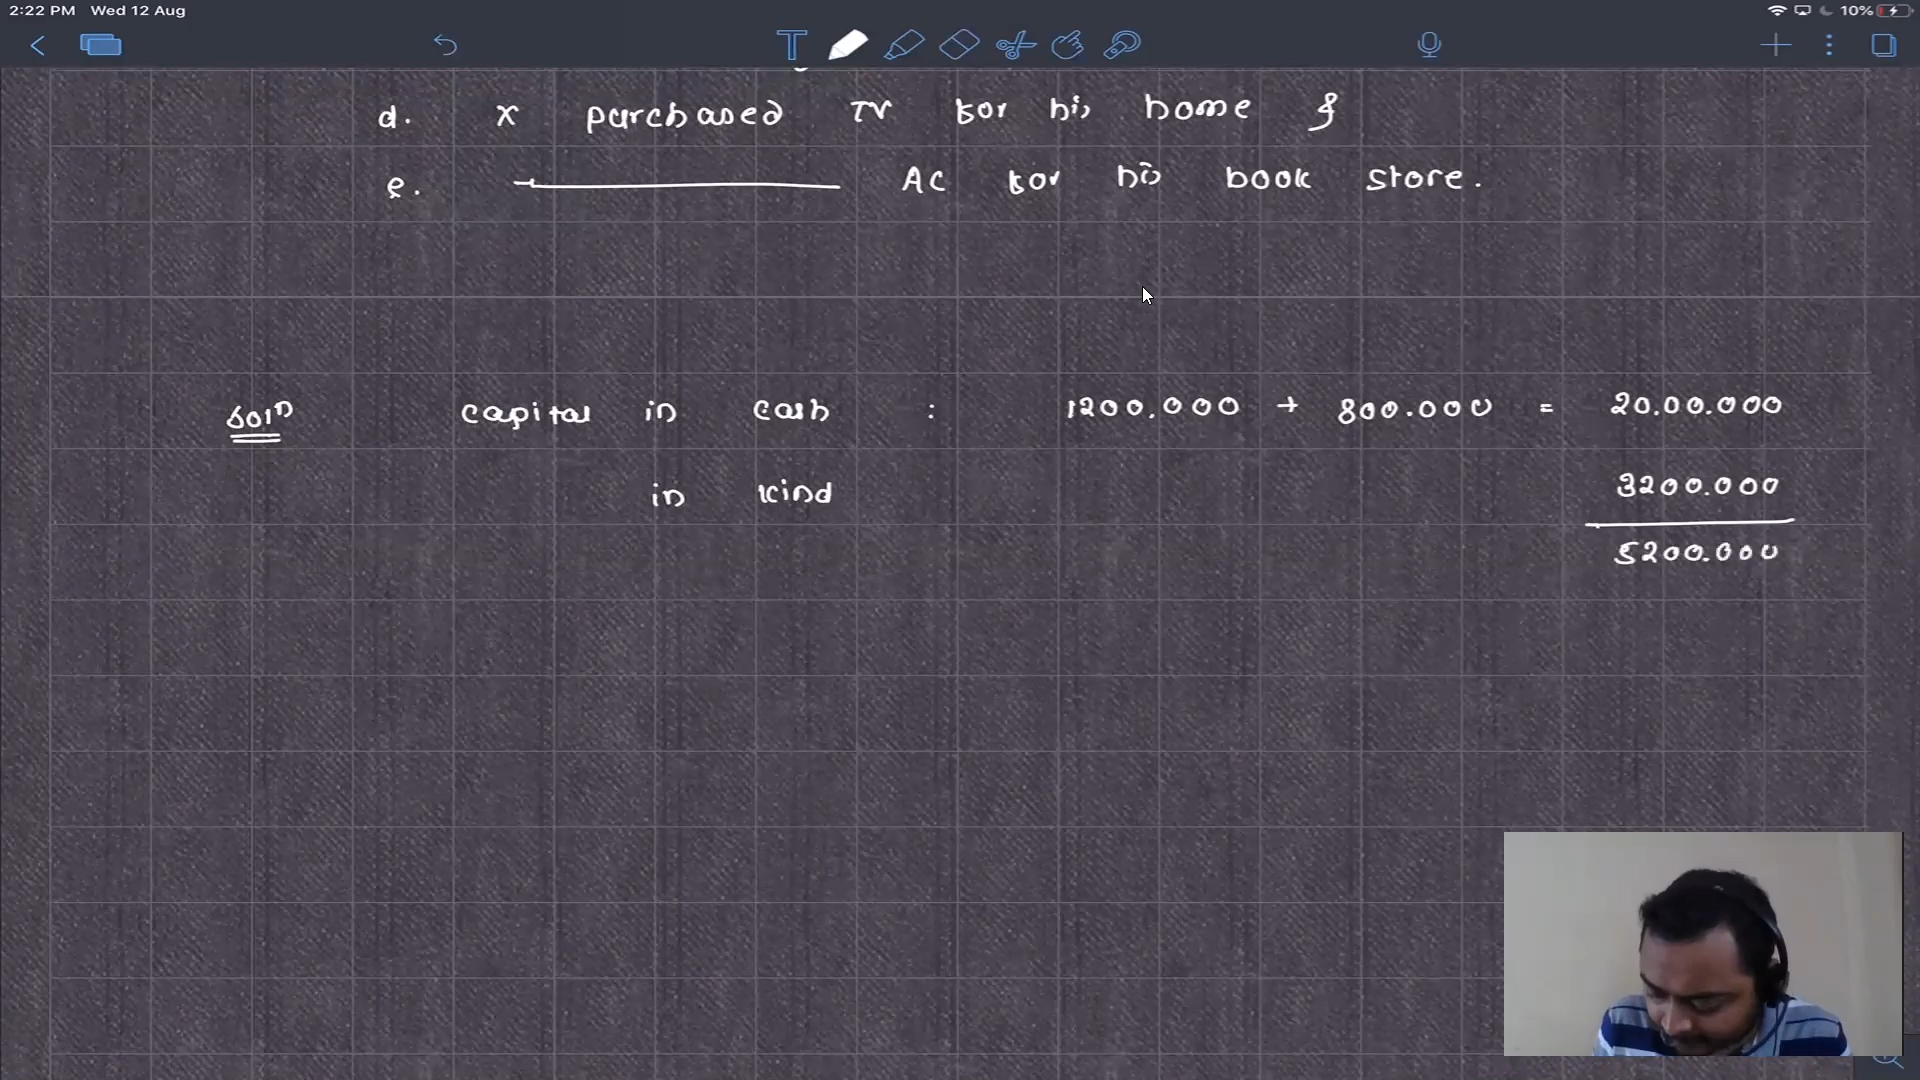 2:22 PM Wed 12 Aug 10%
T
d. X purchased TV for his home &
e. AC for his book store.
Solⁿ capital in cash : 1200.000 + 800.000 = 20.00.000
in kind 3200.000
5200.000